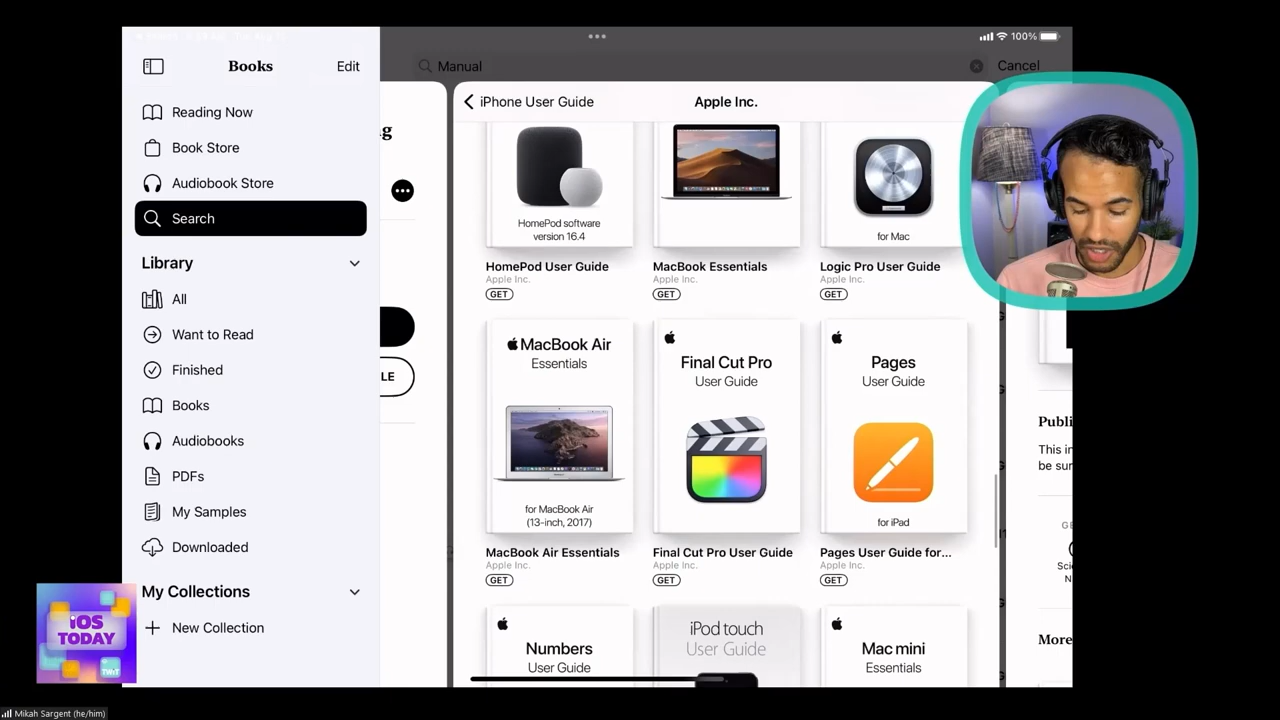 100%
Books
Edit
Manual
Cancel
Reading Now
Book Store
Audiobook Store
Search
Library
All
Want to Read
Finished
Books
Audiobooks
PDFs
My Samples
Downloaded
My Collections
New Collection
LE
iPhone User Guide
Apple Inc.
HomePod software
version 16.4
for Mac
HomePod User Guide
MacBook Essentials
Logic Pro User Guide
Apple Inc.
Apple Inc.
Apple Inc.
GET
GET
GET
MacBook Air
Essentials
for MacBook Air
(13-inch, 2017)
Final Cut Pro
User Guide
Pages
User Guide
for iPad
MacBook Air Essentials
Final Cut Pro User Guide
Pages User Guide for...
Apple Inc.
Apple Inc.
Apple Inc.
GET
GET
GET
Numbers
User Guide
iPod touch
User Guide
Mac mini
Essentials
Publi
This in
be sur
More
iOS
TODAY
TWiT
Mikah Sargent (he/him)